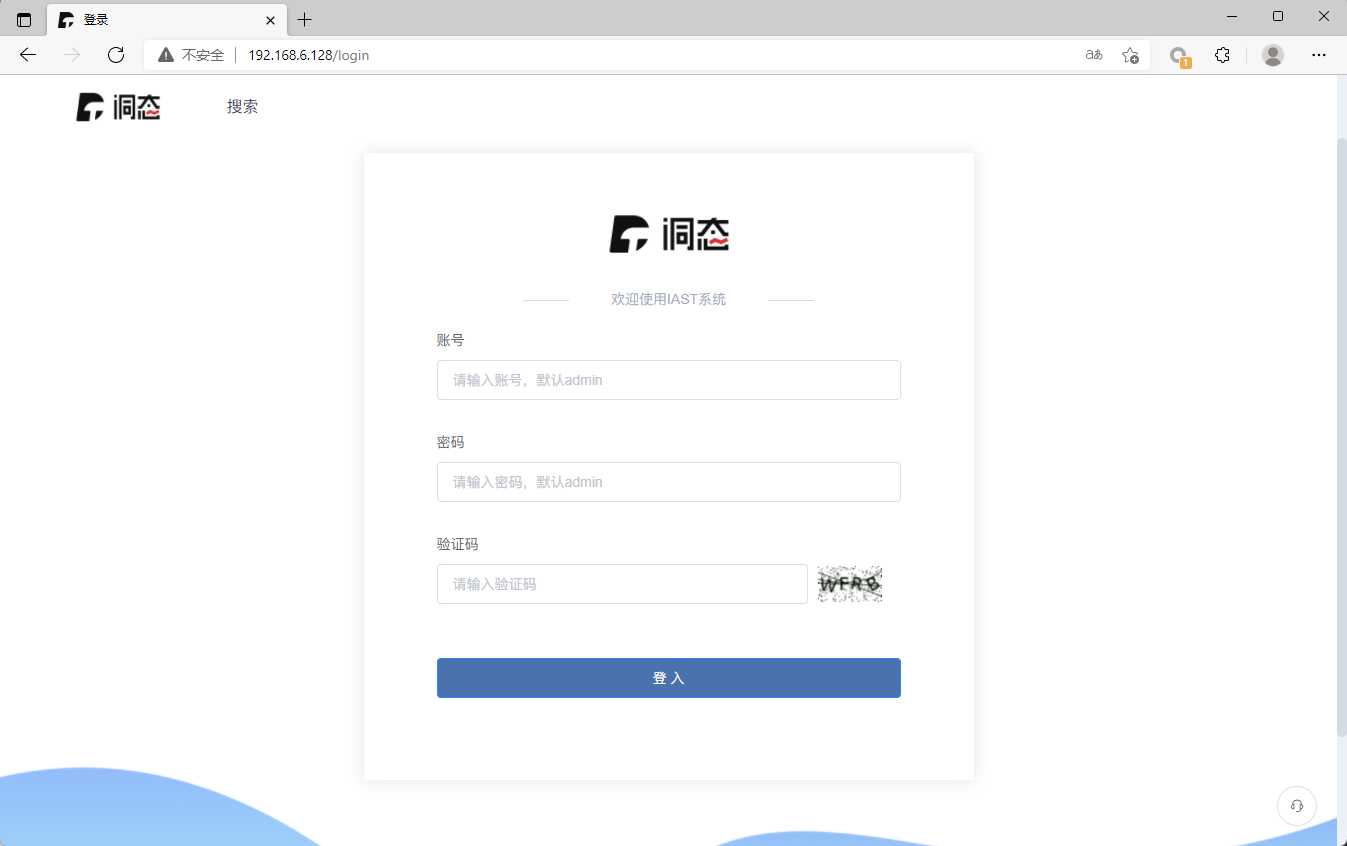 登录
不安全 192.168.6.128/login
洞态 搜索
洞态
欢迎使用IAST系统
账号
请输入账号，默认admin
密码
请输入密码，默认admin
验证码
请输入验证码 WFRB
登 入